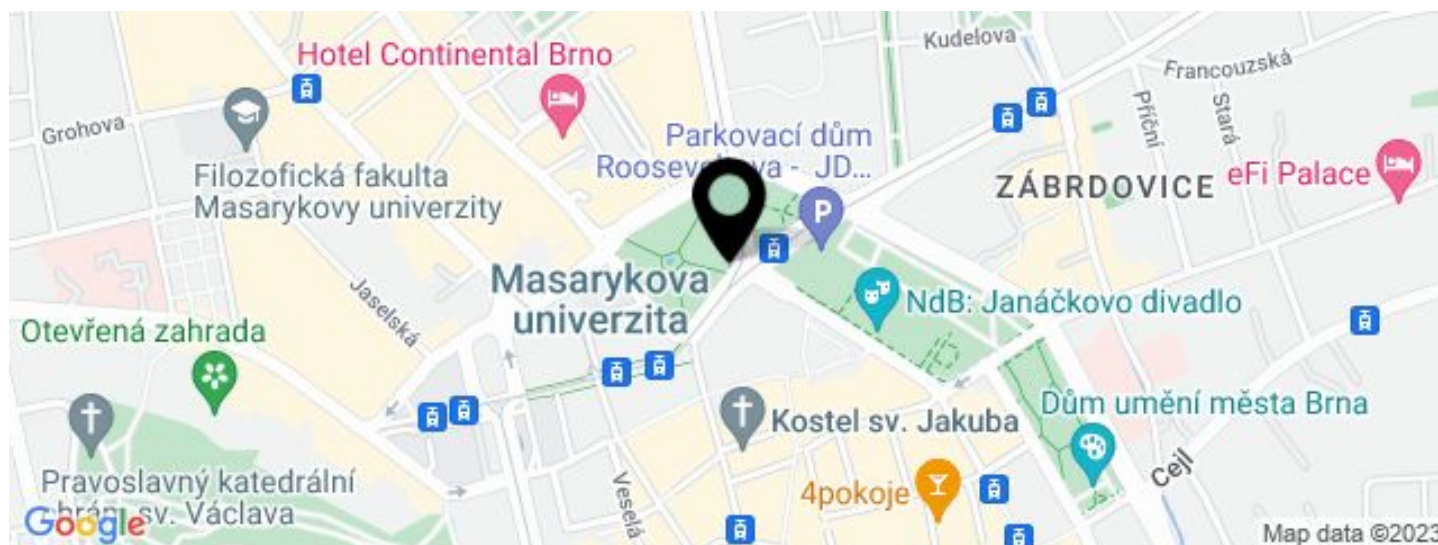 Kudelova
Hotel Continental Brno
Francouzská
Grohova
Příční
Stará
Parkovací dům
Rooseveltova - JD...
P
eFi Palace
ZÁBRDOVICE
Filozofická fakulta
Masarykovy univerzity
Masarykova
univerzita
NdB: Janáčkovo divadlo
Jaselská
Otevřená zahrada
Kostel sv. Jakuba
Dům umění města Brna
Cejl
Pravoslavný katedrální
chrám sv. Václava
Veselá
4pokoje
Google
Map data ©2023